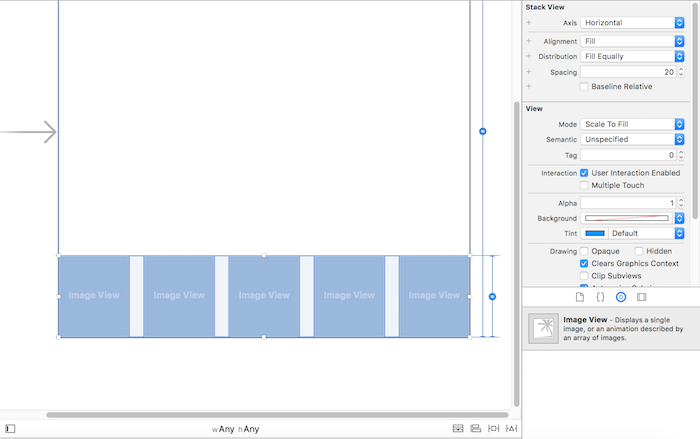 Stack View
Axis Horizontal
Alignment Fill
Distribution Fill Equally
Spacing 20
Baseline Relative
View
Mode Scale To Fill
Semantic Unspecified
Tag 0
Interaction User Interaction Enabled
Multiple Touch
Alpha 1
Background
Tint Default
Drawing Opaque Hidden
Clears Graphics Context
Clip Subviews
Image View Image View Image View Image View Image View
Image View - Displays a single
image, or an animation described by
an array of images.
wAny hAny